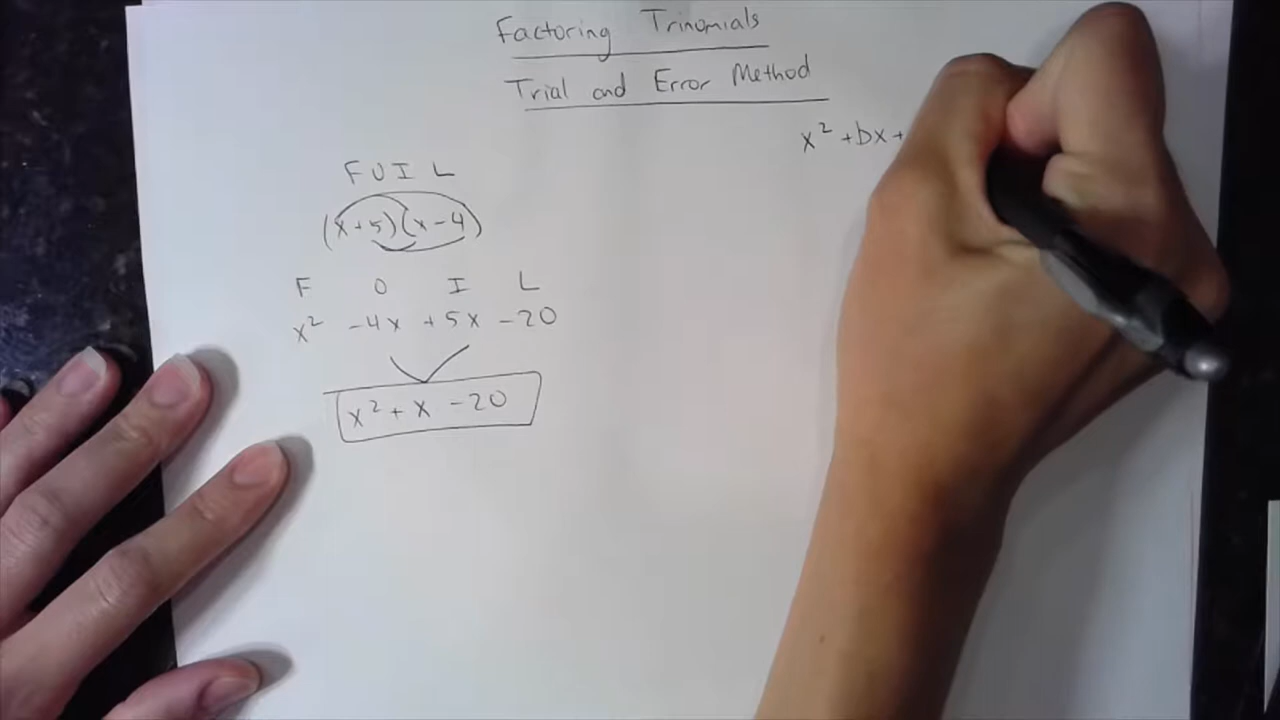 Factoring Trinomials
Trial and Error Method
x² + bx +
F O I L
(x+5)(x-4)
F O I L
x² -4x +5x -20
x² + x - 20